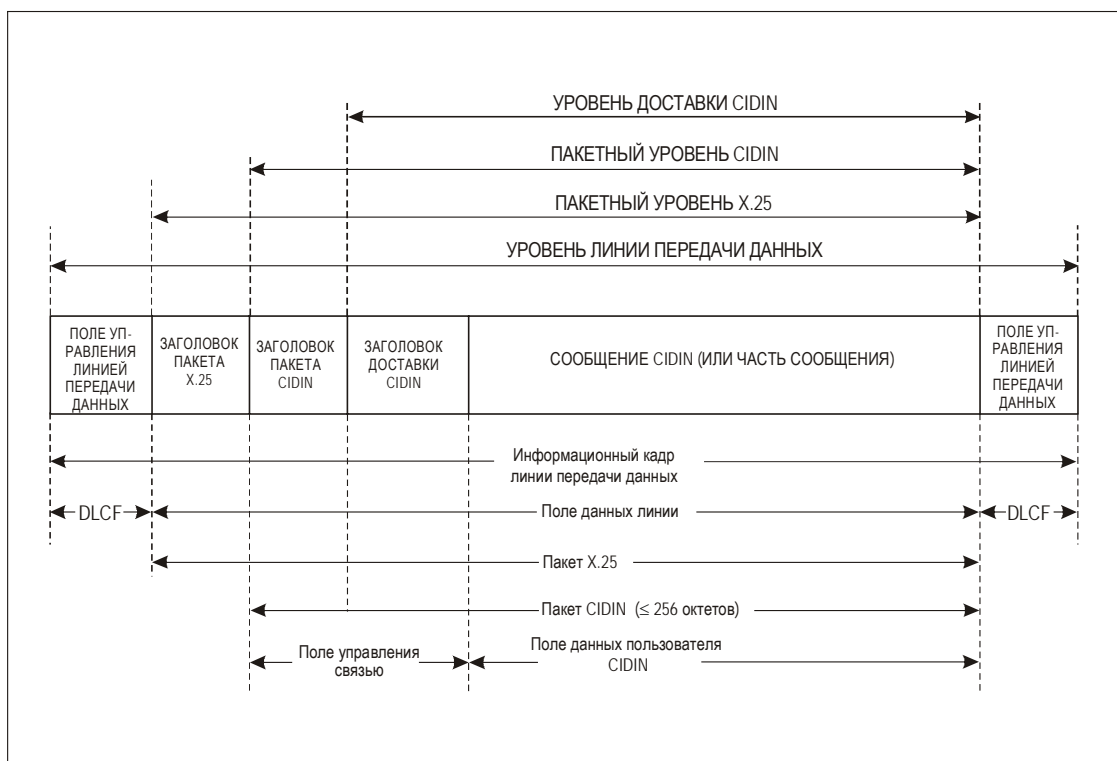 УРОВЕНЬ ДОСТАВКИ CIDIN
ПАКЕТНЫЙ УРОВЕНЬ CIDIN
ПАКЕТНЫЙ УРОВЕНЬ X.25
УРОВЕНЬ ЛИНИИ ПЕРЕДАЧИ ДАННЫХ
ПОЛЕ УП-
РАВЛЕНИЯ
ЛИНИЕЙ
ПЕРЕДАЧИ
ДАННЫХ
ЗАГОЛОВОК
ПАКЕТА
X.25
ЗАГОЛОВОК
ПАКЕТА
CIDIN
ЗАГОЛОВОК
ДОСТАВКИ
CIDIN
СООБЩЕНИЕ CIDIN (ИЛИ ЧАСТЬ СООБЩЕНИЯ)
ПОЛЕ УП-
РАВЛЕНИЯ
ЛИНИЕЙ
ПЕРЕДАЧИ
ДАННЫХ
Информационный кадр
линии передачи данных
DLCF
Поле данных линии
DLCF
Пакет X.25
Пакет CIDIN (≤ 256 октетов)
Поле управления
связью
Поле данных пользователя
CIDIN